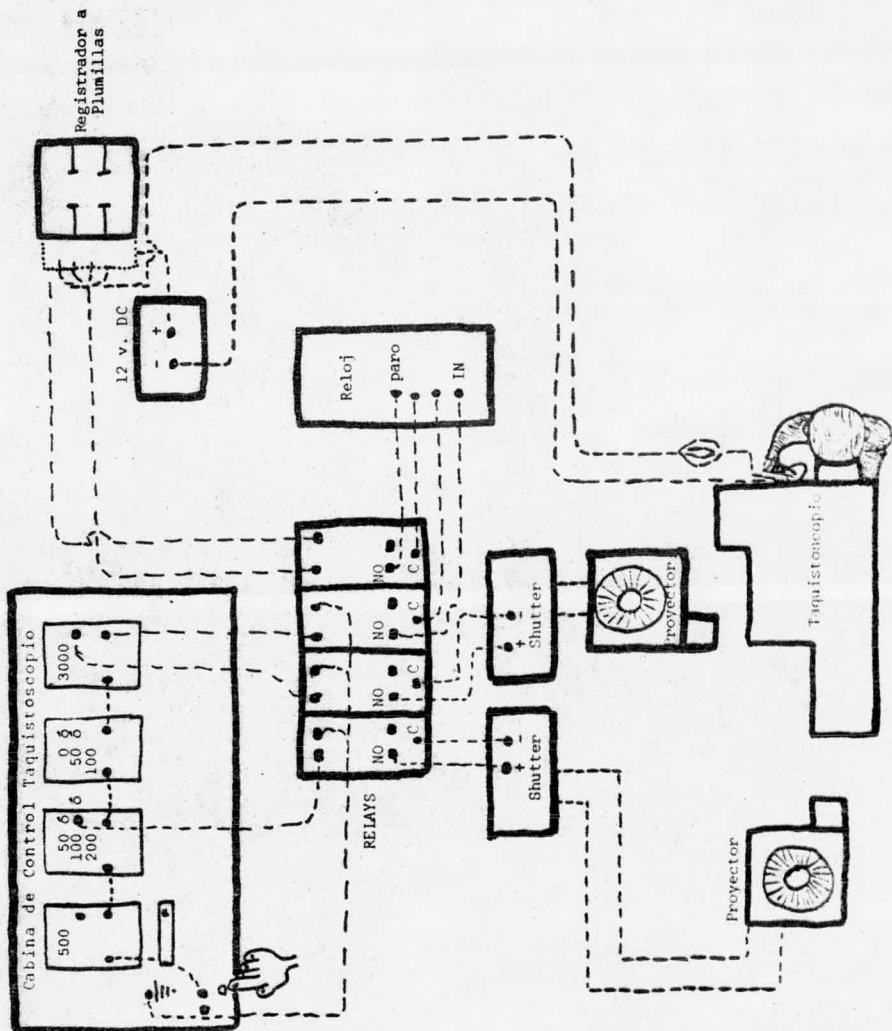 Cabina de Control Taquistoscopio
500
50 ó
100 ó
200
0 ó
50 ó
100
3000
Registrador a
Plumillas
12 v. DC
- +
Reloj
paro
IN
RELAYS
NO
C
NO
C
NO
C
NO
C
+ -
Shutter
+ -
Shutter
Proyector
Proyector
Taquistoscopio